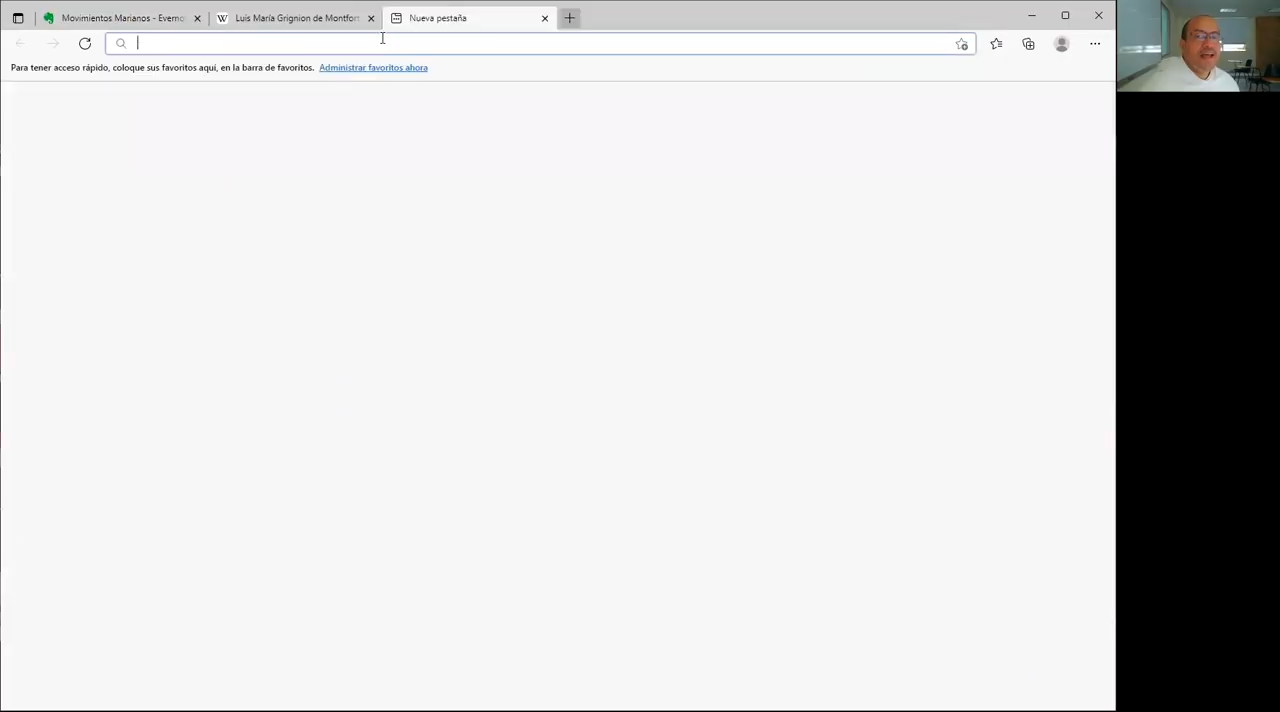 Movimientos Marianos - Everno
Luis María Grignion de Montfort
Nueva pestaña
Para tener acceso rápido, coloque sus favoritos aquí, en la barra de favoritos. Administrar favoritos ahora